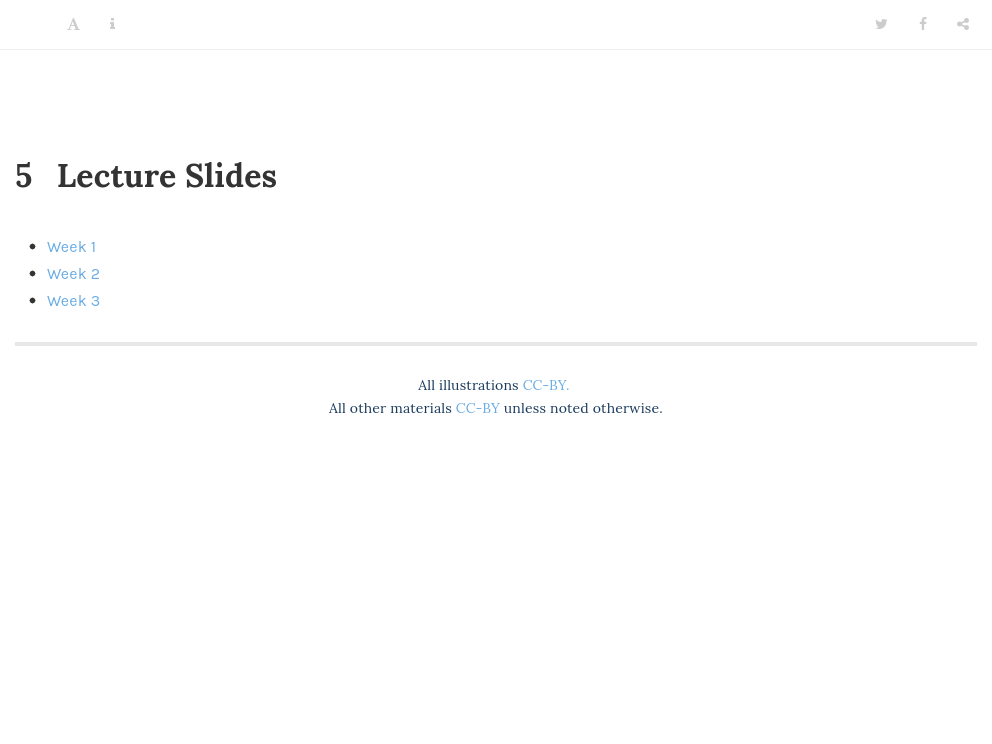 5 Lecture Slides
Week 1
Week 2
Week 3
All illustrations CC-BY.
All other materials CC-BY unless noted otherwise.